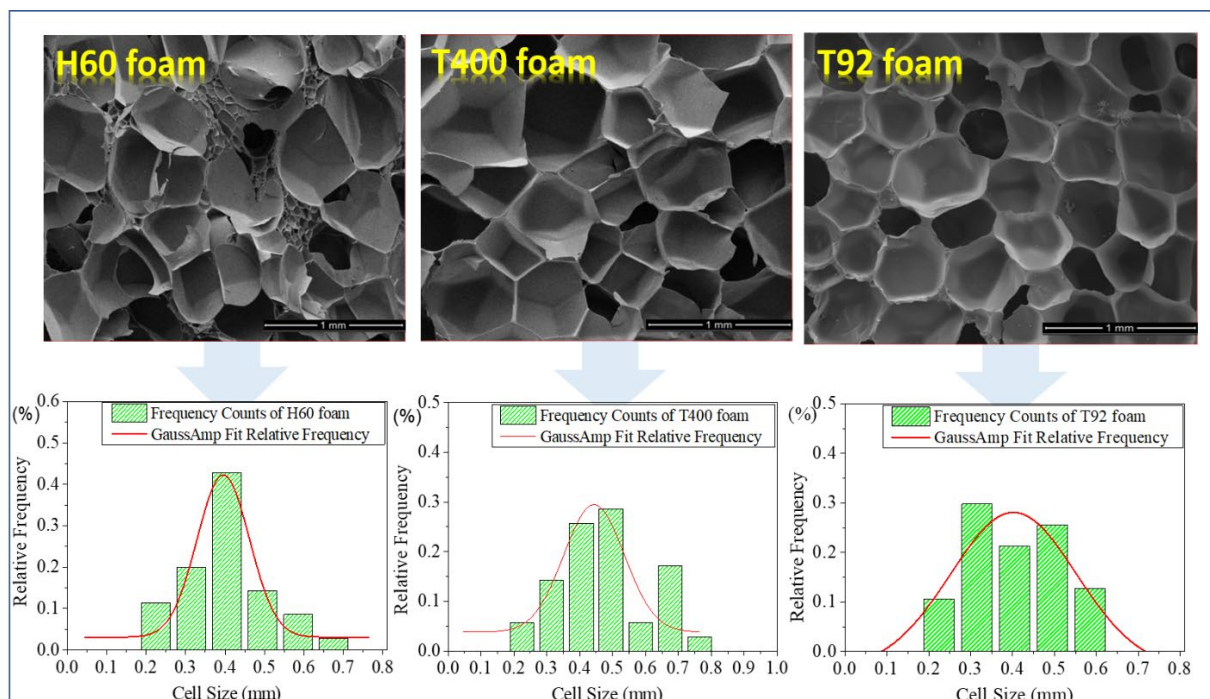 H60 foam
T400 foam
T92 foam
1 mm
1 mm
1 mm
(%)
0.6
0.5
0.4
0.3
0.2
0.1
0.0
Relative Frequency
Frequency Counts of H60 foam
GaussAmp Fit Relative Frequency
0.0 0.1 0.2 0.3 0.4 0.5 0.6 0.7 0.8
Cell Size (mm)
(%)
0.5
0.4
0.3
0.2
0.1
0.0
Relative Frequency
Frequency Counts of T400 foam
GaussAmp Fit Relative Frequency
0.0 0.1 0.2 0.3 0.4 0.5 0.6 0.7 0.8 1.0
Cell Size (mm)
(%)
0.5
0.4
0.3
0.2
0.1
0.0
Relative Frequency
Frequency Counts of T92 foam
GaussAmp Fit Relative Frequency
0.0 0.1 0.2 0.3 0.4 0.5 0.6 0.7 0.8
Cell Size (mm)